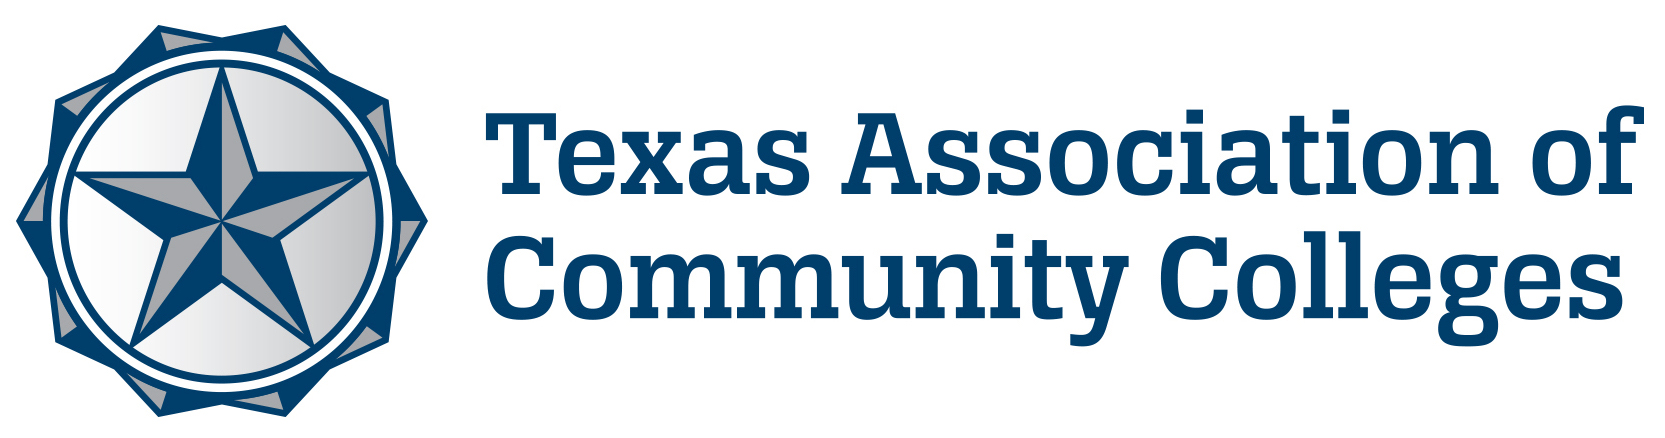 Texas Association of
Community Colleges